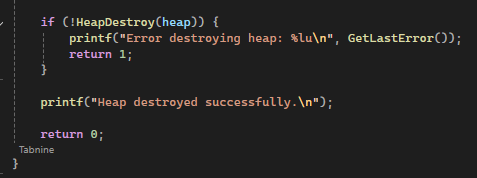 if (!HeapDestroy(heap)) {
printf("Error destroying heap: %lu\n", GetLastError());
return 1;
}
printf("Heap destroyed successfully.\n");
return 0;
Tabnine
}